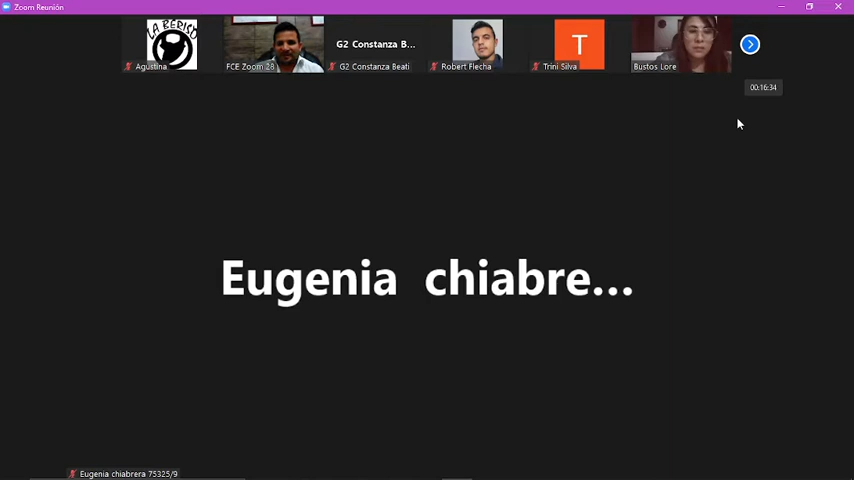 Zoom Reunión
LA BERISO
Agustina
FCE Zoom 28
G2 Constanza B...
G2 Constanza Beati
Robert Flecha
T
Trini Silva
Bustos Lore
00:16:34
Eugenia chiabre...
Eugenia chiabrera 75325/9